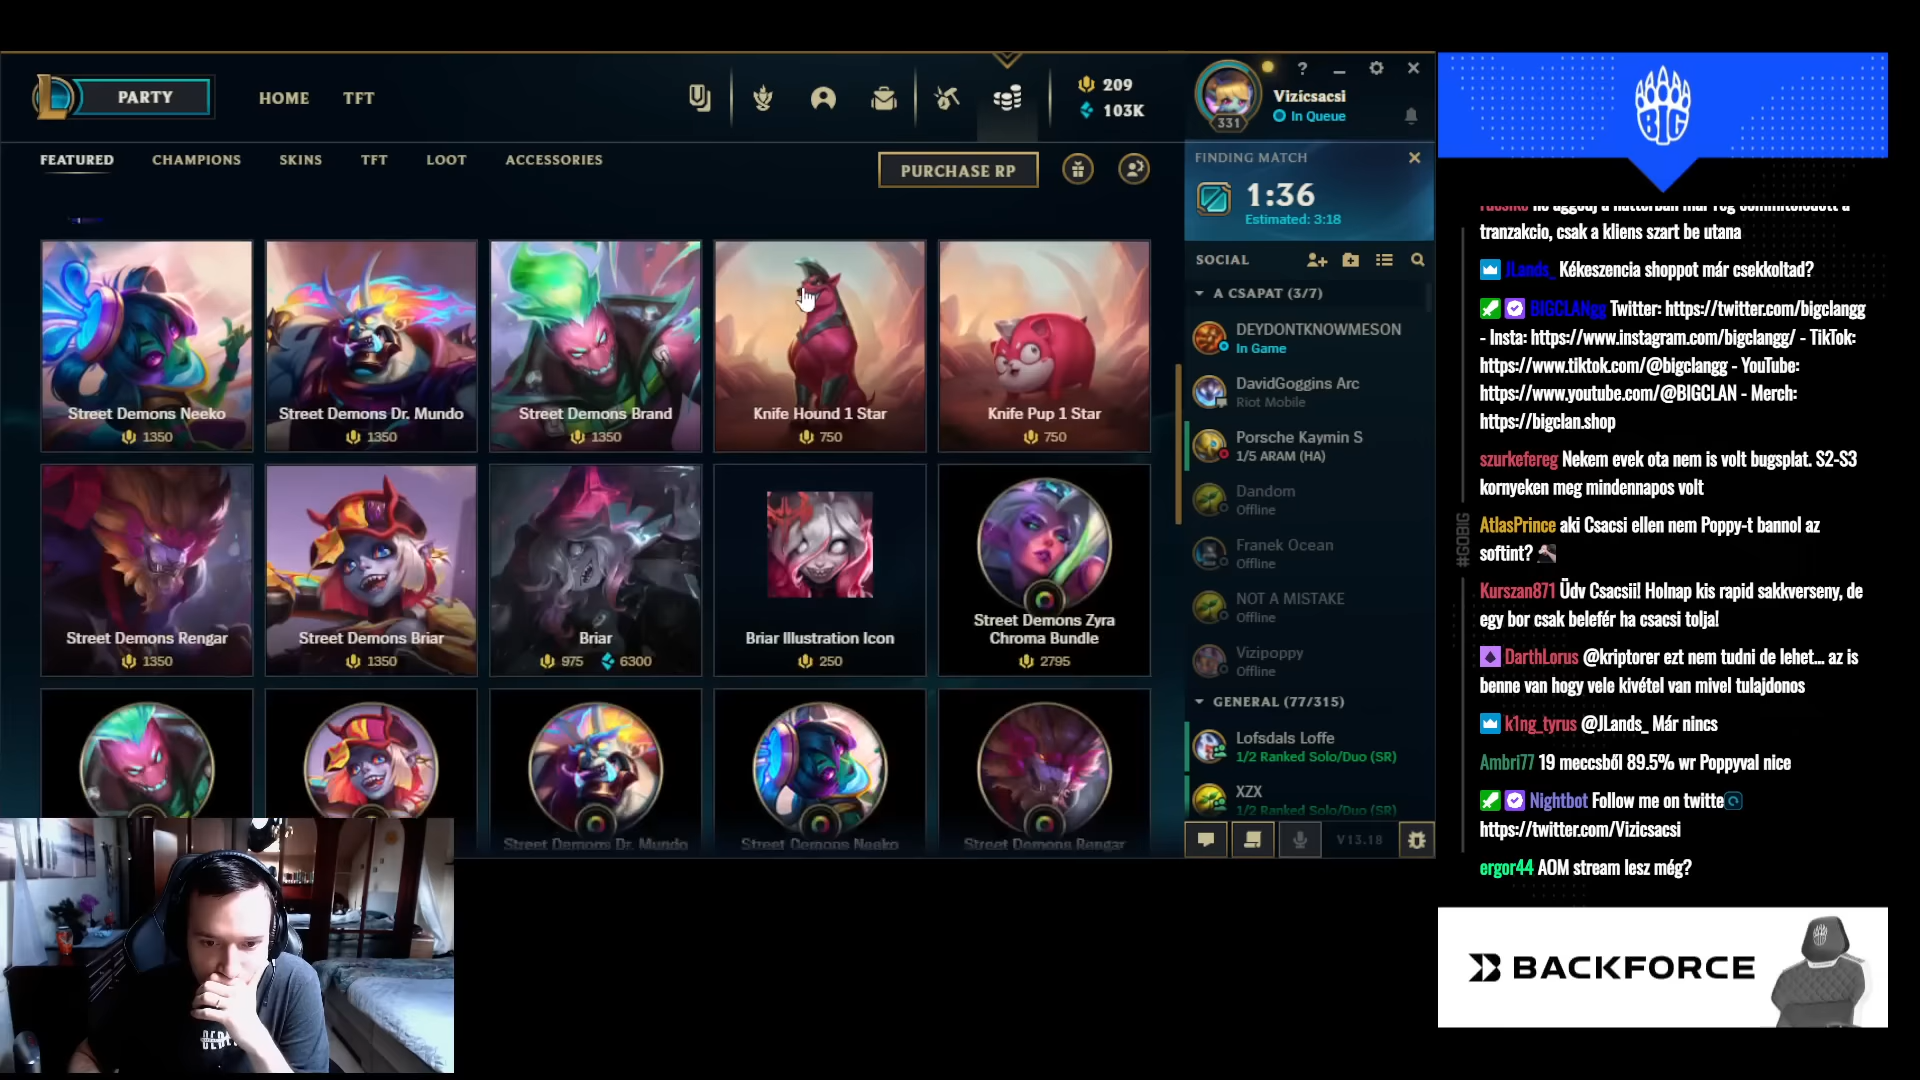 PARTY
HOME
TFT
209
103K
331
Vizicsacsi
In Queue
FEATURED
CHAMPIONS
SKINS
TFT
LOOT
ACCESSORIES
PURCHASE RP
FINDING MATCH
1:36
Estimated: 3:18
Street Demons Neeko
1350
Street Demons Dr. Mundo
1350
Street Demons Brand
1350
Knife Hound 1 Star
750
Knife Pup 1 Star
750
Street Demons Rengar
1350
Street Demons Briar
1350
Briar
975 6300
Briar Illustration Icon
250
Street Demons Zyra
Chroma Bundle
2795
Street Demons Dr. Mundo
Street Demons Neeko
Street Demons Rengar
SOCIAL
A CSAPAT (3/7)
DEYDONTKNOWMESON
In Game
DavidGoggins Arc
Riot Mobile
Porsche Kaymin S
1/5 ARAM (HA)
Dandom
Offline
Franek Ocean
Offline
NOT A MISTAKE
Offline
Vizipoppy
Offline
GENERAL (77/315)
Lofsdals Loffe
1/2 Ranked Solo/Duo (SR)
XZX
1/2 Ranked Solo/Duo (SR)
V13.18
BIG
#GOBIG
tranzakcio, csak a kliens szart be utana
JLands_ Kékeszencia shoppot már csekkoltad?
BIGCLANgg Twitter: https://twitter.com/bigclangg
- Insta: https://www.instagram.com/bigclangg/ - TikTok:
https://www.tiktok.com/@bigclangg - YouTube:
https://www.youtube.com/@BIGCLAN - Merch:
https://bigclan.shop
szurkefereg Nekem evek ota nem is volt bugsplat. S2-S3
kornyeken meg mindennapos volt
AtlasPrince aki Csacsi ellen nem Poppy-t bannol az
softint?
Kurszan871 Üdv Csacsii! Holnap kis rapid sakkverseny, de
egy bor csak belefér ha csacsi tolja!
DarthLorus @kriptorer ezt nem tudni de lehet... az is
benne van hogy vele kivétel van mivel tulajdonos
k1ng_tyrus @JLands_ Már nincs
Ambri77 19 meccsből 89.5% wr Poppyval nice
Nightbot Follow me on twitte
https://twitter.com/Vizicsacsi
ergor44 AOM stream lesz még?
BACKFORCE